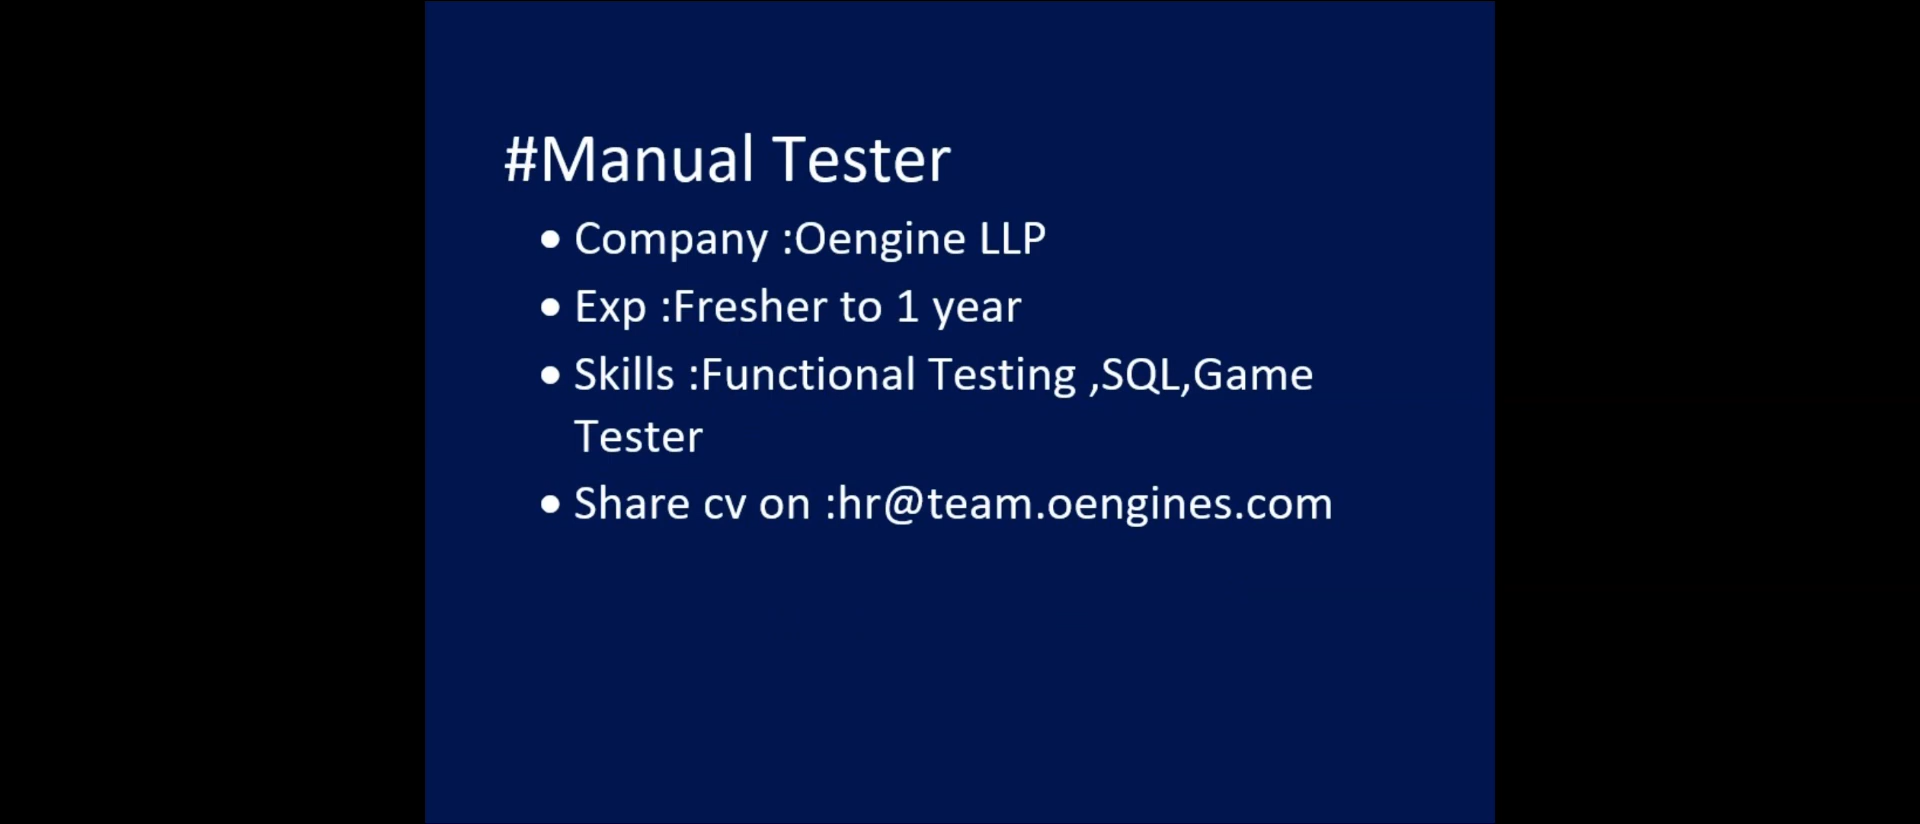 #Manual Tester
• Company :Oengine LLP
• Exp :Fresher to 1 year
• Skills :Functional Testing ,SQL,Game
Tester
• Share cv on :hr@team.oengines.com